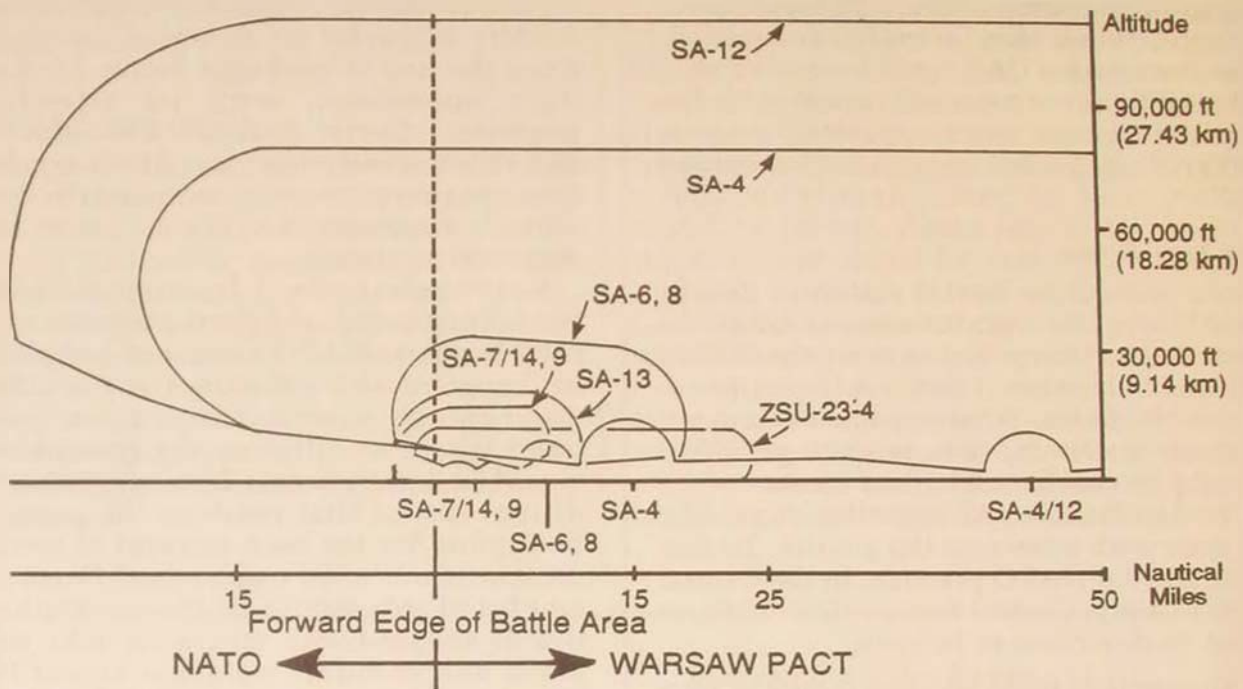 Altitude
SA-12
90,000 ft
(27.43 km)
SA-4
60,000 ft
(18.28 km)
SA-6, 8
SA-7/14, 9
30,000 ft
(9.14 km)
SA-13
ZSU-23-4
SA-7/14, 9
SA-4
SA-4/12
SA-6, 8
15
15
25
50
Nautical
Miles
Forward Edge of Battle Area
NATO
WARSAW PACT